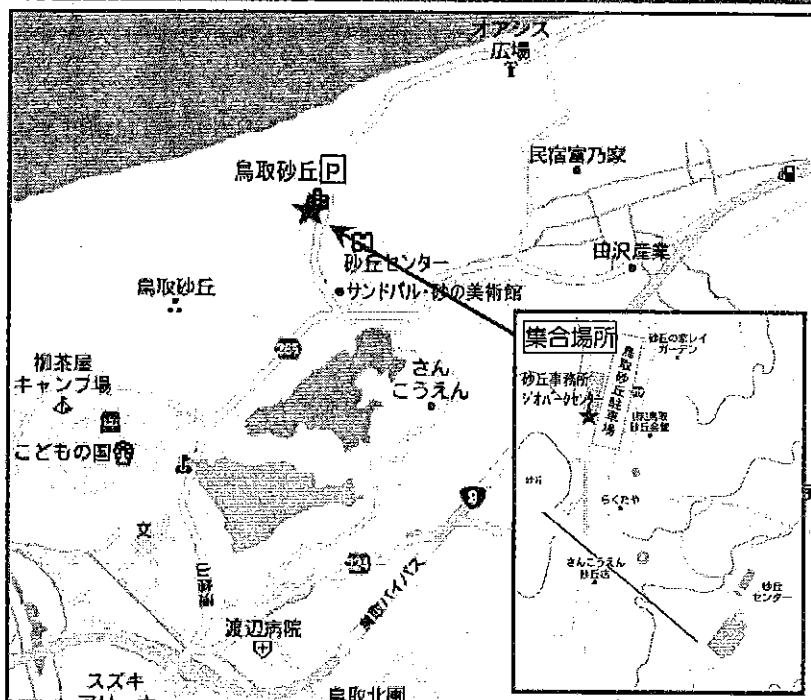 オアシス
広場
鳥取砂丘 P
民宿富乃家
砂丘センター
田沢産業
サンドパル・砂の美術館
鳥取砂丘
柳茶屋
キャンプ場
さん
こうえん
こどもの国
文
9
鳥取バイパス
渡辺病院
スズキ
鳥取北園
集合場所
砂丘の家レイ
ガーデン
砂丘事務所
ジオパークセンター
鳥取砂丘駐車場
砂丘会館
らくだや
さんこうえん
砂丘店
砂丘
センター